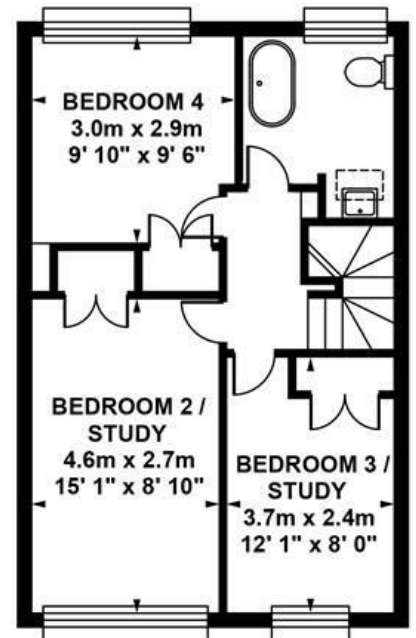 BEDROOM 4
3.0m x 2.9m
9' 10" x 9' 6"
BEDROOM 2 /
STUDY
4.6m x 2.7m
15' 1" x 8' 10"
BEDROOM 3 /
STUDY
3.7m x 2.4m
12' 1" x 8' 0"